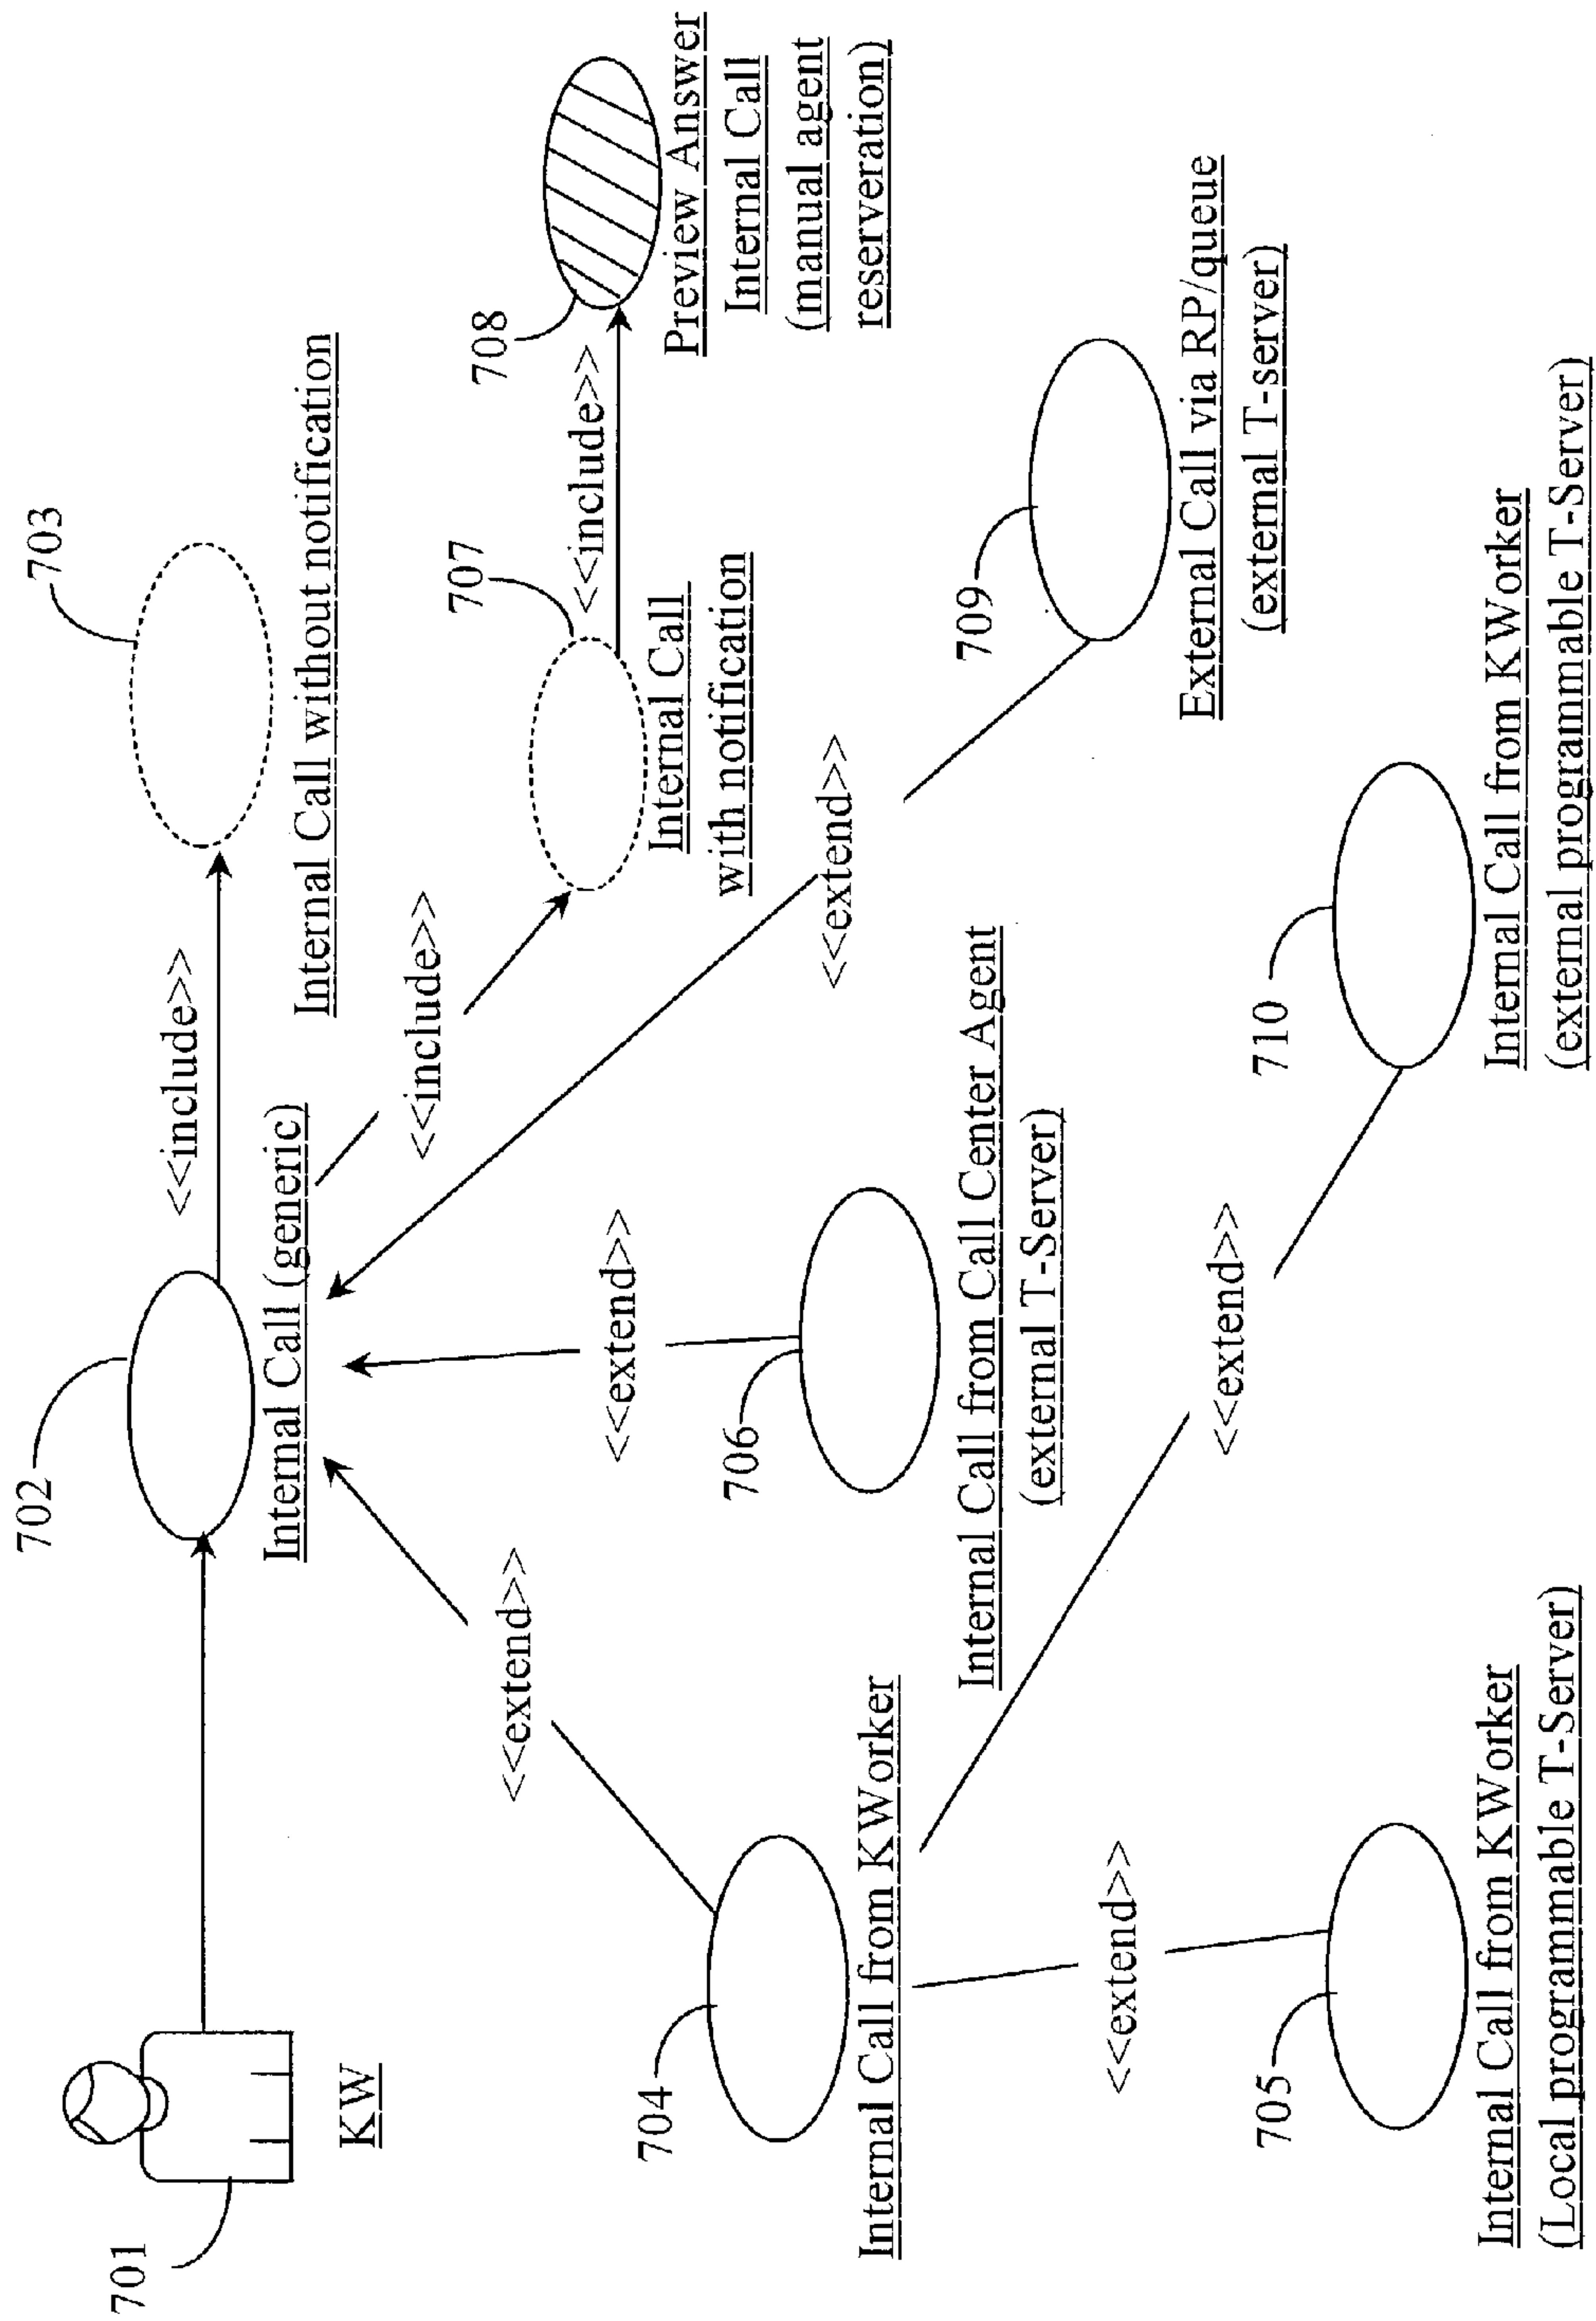 701
KW
702
Internal Call (generic)
<<include>>
703
Internal Call without notification
<<include>>
707
Internal Call
with notification
<<include>>
708
Preview Answer
Internal Call
(manual agent
reserveration)
<<extend>>
<<extend>>
<<extend>>
704
Internal Call from KWorker
706
Internal Call from Call Center Agent
(external T-Server)
709
External Call via RP/queue
(external T-server)
<<extend>>
<<extend>>
705
Internal Call from KWorker
(Local programmable T-Server)
710
Internal Call from KWorker
(external programmable T-Server)